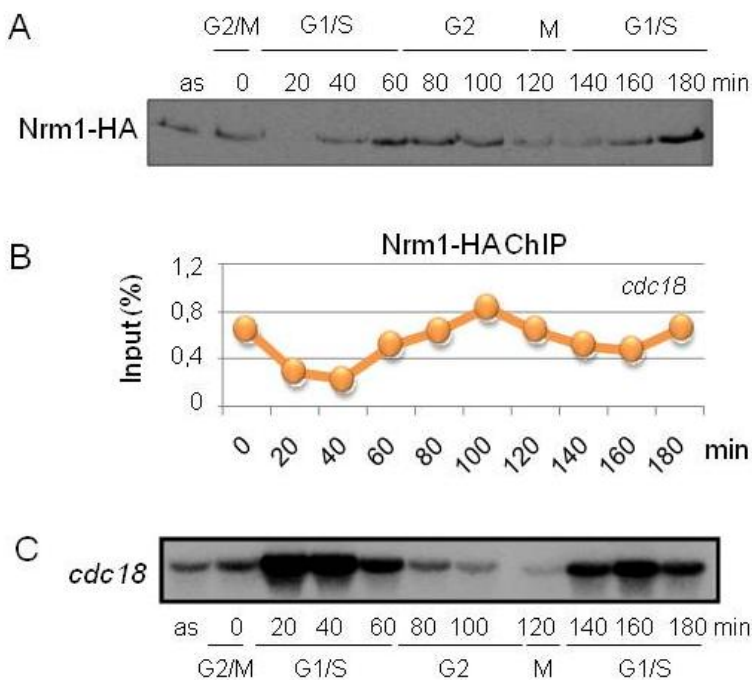 A
G2/M G1/S G2 M G1/S
as 0 20 40 60 80 100 120 140 160 180 min
Nrm1-HA
B
Nrm1-HA ChIP
cdc18
Input (%)
1,2
0.8
0,4
0
0 20 40 60 80 100 120 140 160 180 min
C
cdc18
as 0 20 40 60 80 100 120 140 160 180 min
G2/M G1/S G2 M G1/S